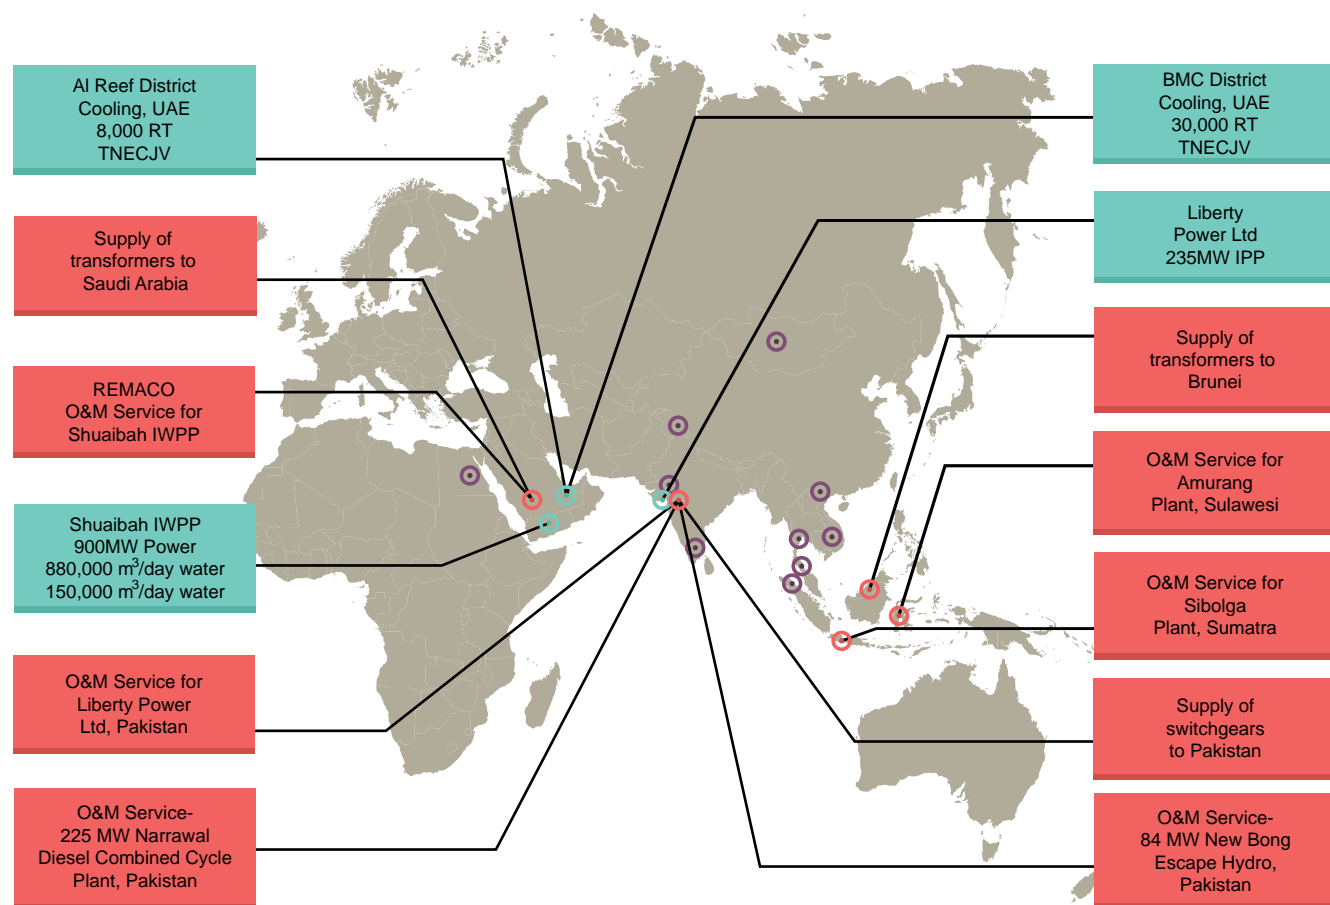 Al Reef District
Cooling, UAE
8,000 RT
TNECJV
Supply of
transformers to
Saudi Arabia
REMACO
O&M Service for
Shuaibah IWPP
Shuaibah IWPP
900MW Power
880,000 m³/day water
150,000 m³/day water
O&M Service for
Liberty Power
Ltd, Pakistan
O&M Service-
225 MW Narrawal
Diesel Combined Cycle
Plant, Pakistan
BMC District
Cooling, UAE
30,000 RT
TNECJV
Liberty
Power Ltd
235MW IPP
Supply of
transformers to
Brunei
O&M Service for
Amurang
Plant, Sulawesi
O&M Service for
Sibolga
Plant, Sumatra
Supply of
switchgears
to Pakistan
O&M Service-
84 MW New Bong
Escape Hydro,
Pakistan